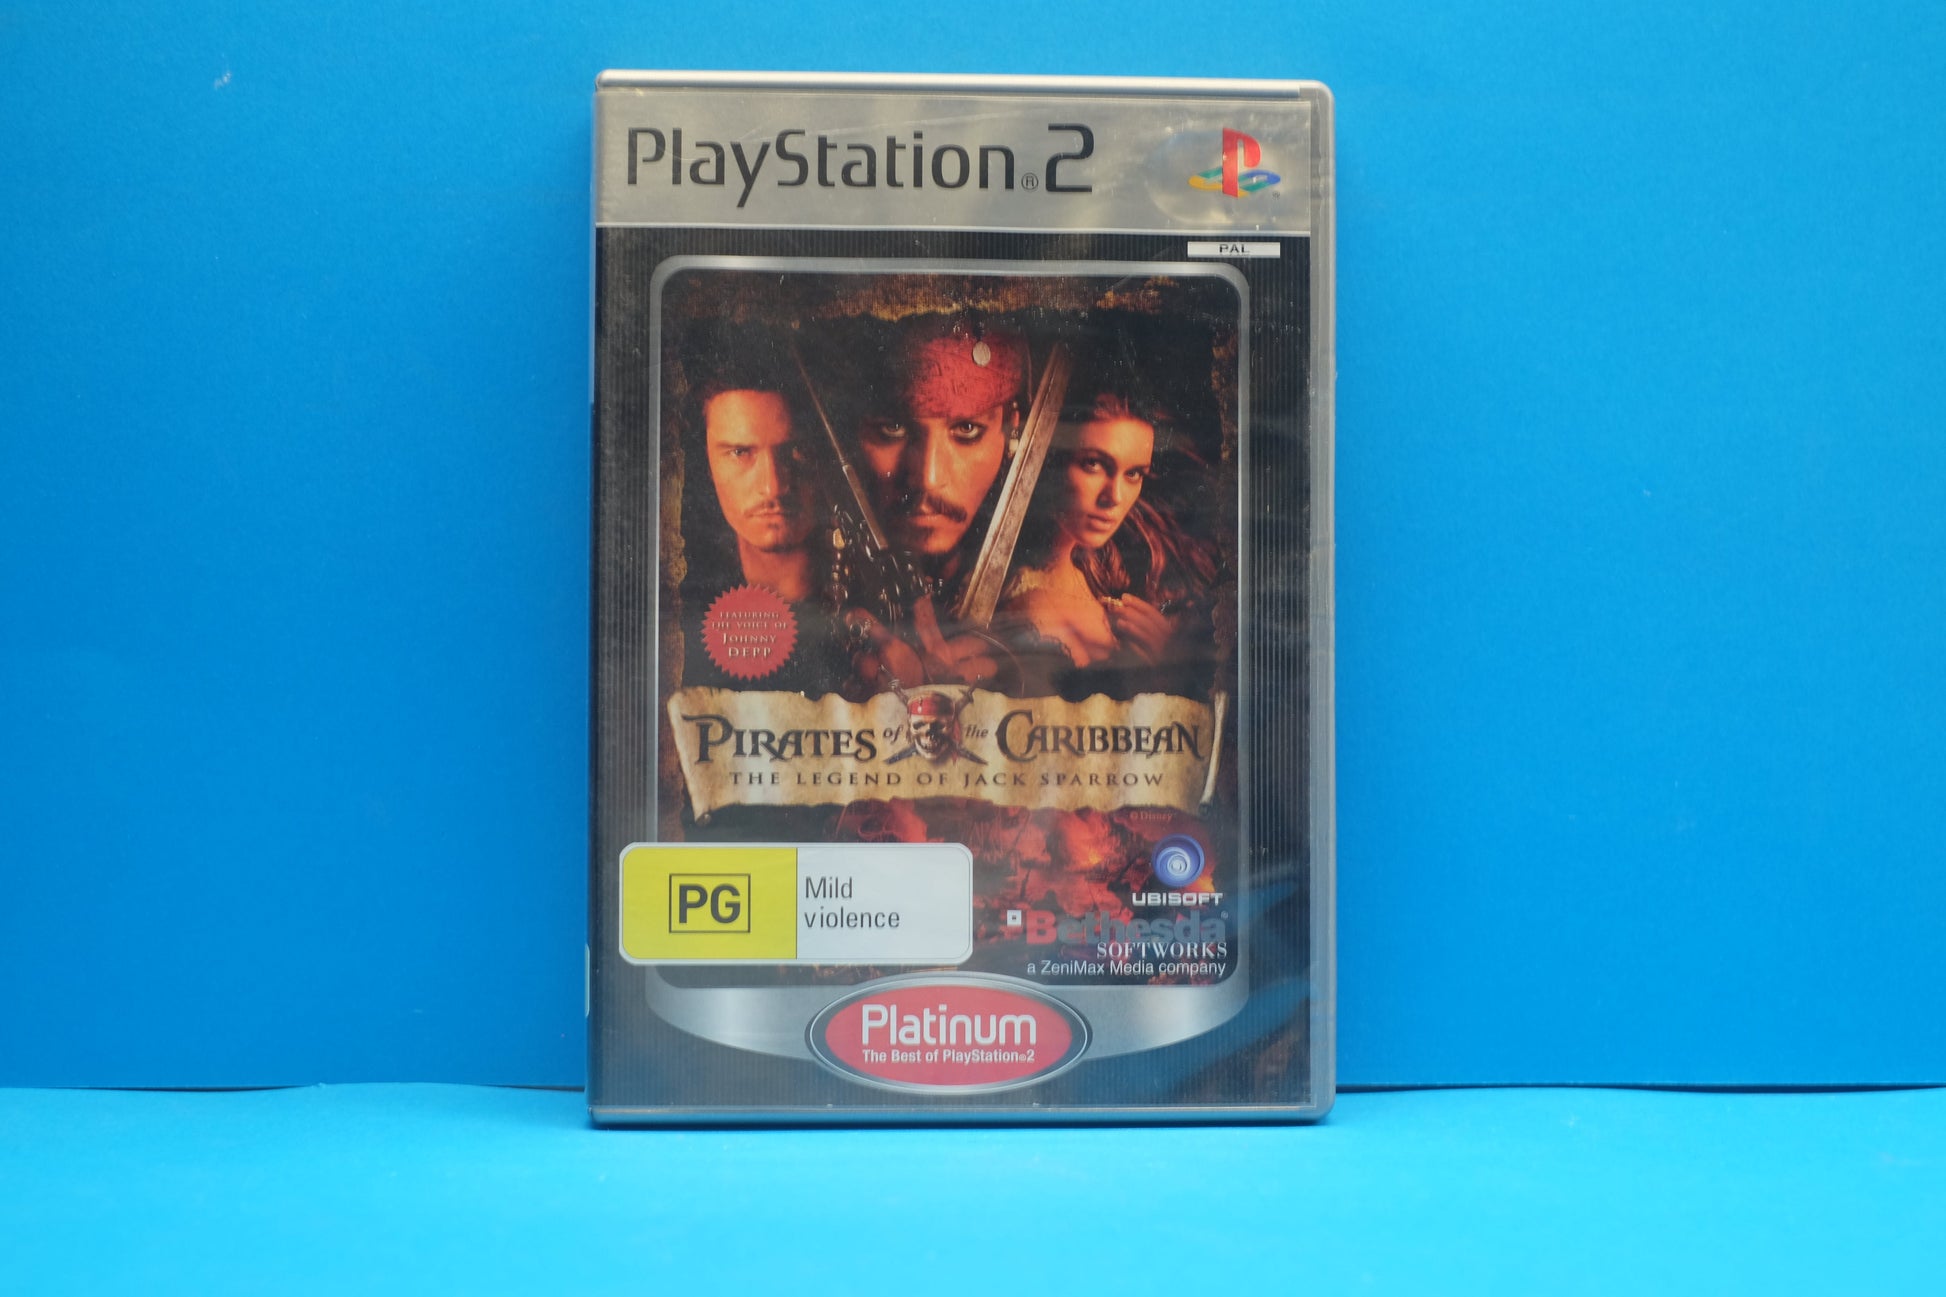 PlayStation®2
PAL
FEATURING
THE VOICE OF
JOHNNY
DEPP
PIRATES of the CARIBBEAN
THE LEGEND OF JACK SPARROW
© Disney
PG
Mild
violence
UBISOFT
Bethesda®
SOFTWORKS
a ZeniMax Media company
Platinum
The Best of PlayStation®2